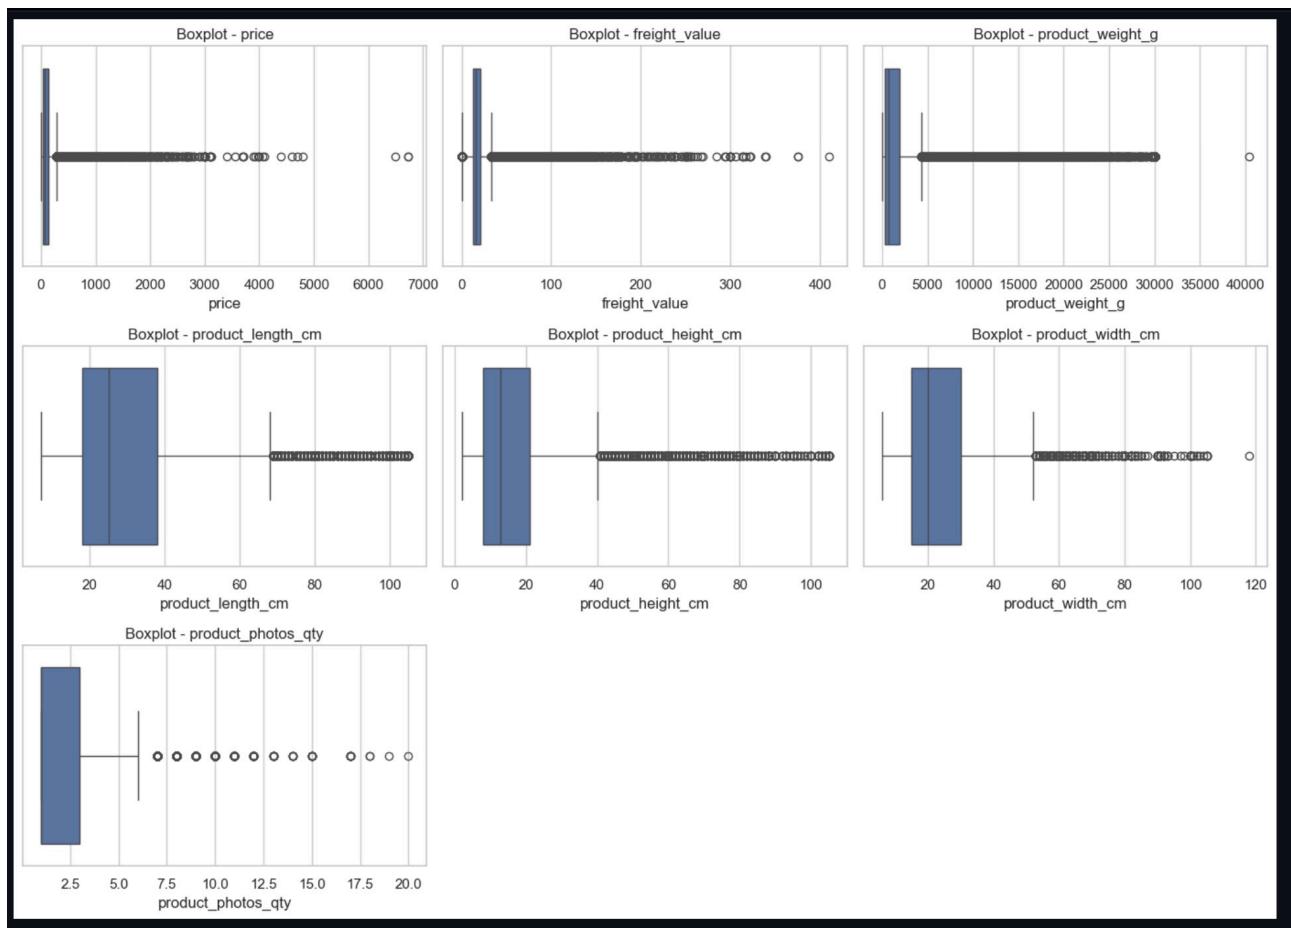 Boxplot - price
0 1000 2000 3000 4000 5000 6000 7000
price
Boxplot - freight_value
0 100 200 300 400
freight_value
Boxplot - product_weight_g
0 5000 10000 15000 20000 25000 30000 35000 40000
product_weight_g
Boxplot - product_length_cm
20 40 60 80 100
product_length_cm
Boxplot - product_height_cm
0 20 40 60 80 100
product_height_cm
Boxplot - product_width_cm
20 40 60 80 100 120
product_width_cm
Boxplot - product_photos_qty
2.5 5.0 7.5 10.0 12.5 15.0 17.5 20.0
product_photos_qty